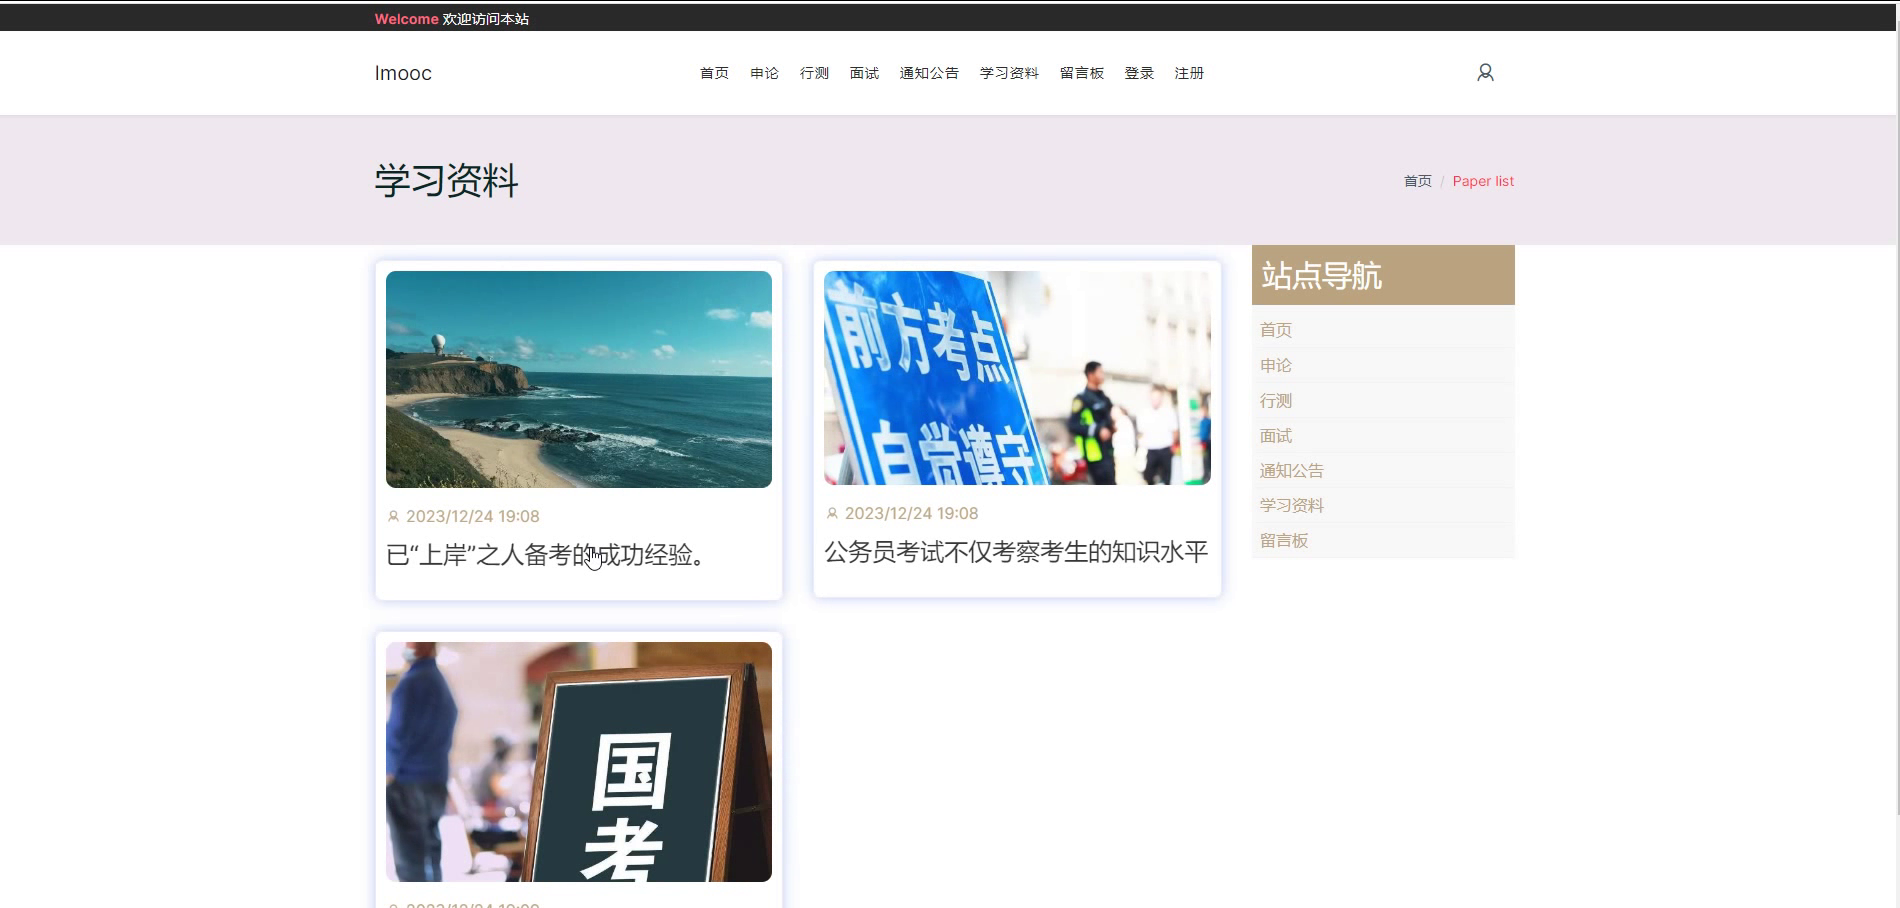 Welcome 欢迎访问本站
Imooc
首页 申论 行测 面试 通知公告 学习资料 留言板 登录 注册
学习资料
首页 / Paper list
前方考点
自觉遵守
2023/12/24 19:08
已“上岸”之人备考的成功经验。
2023/12/24 19:08
公务员考试不仅考察考生的知识水平
国考
站点导航
首页
申论
行测
面试
通知公告
学习资料
留言板